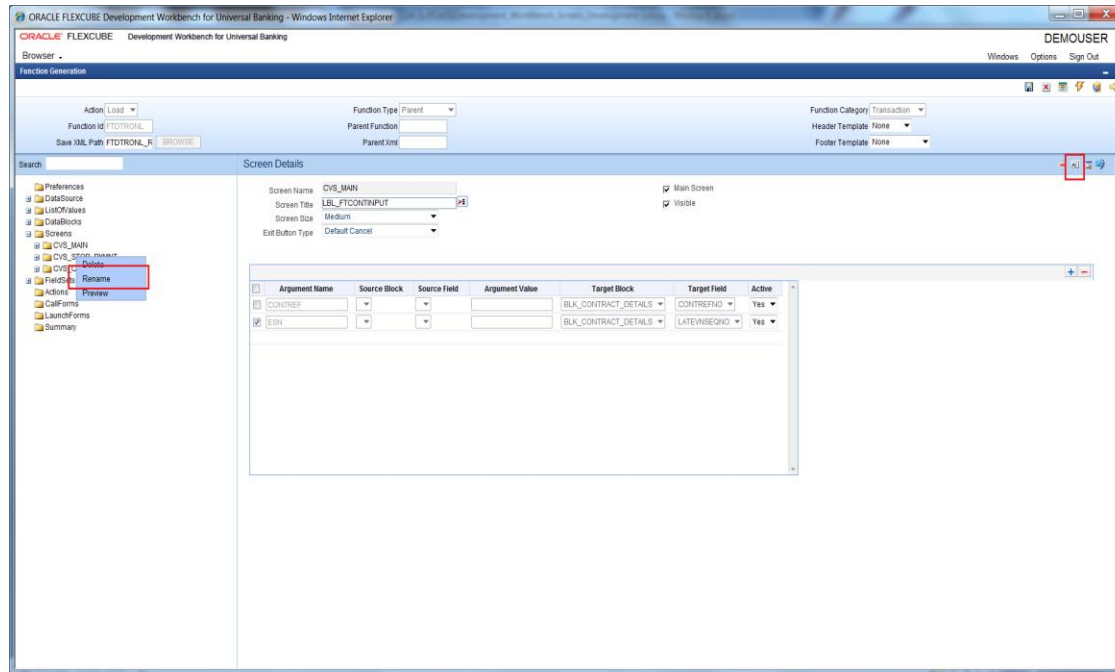 ORACLE FLEXCUBE Development Workbench for Universal Banking - Windows Internet Explorer
ORACLE FLEXCUBE Development Workbench for Universal Banking DEMOUSER
Browser Windows Options Sign Out
Function Generation
Action Load Function Type Parent Function Category Transaction
Function Id FTDTRONL Parent Function Header Template None
Save XML Path FTDTRONL_R BROWSE Parent Xml Footer Template None
Search Screen Details
Preferences
DataSource
ListOfValues
DataBlocks
Screens
CVS_MAIN
CVS_STOP_PYMNT
CVS_C
FieldSets
Actions
CallForms
LaunchForms
Summary
Delete
Rename
Preview
Screen Name CVS_MAIN Main Screen
Screen Title LBL_FTCONTINPUT Visible
Screen Size Medium
Exit Button Type Default Cancel
Argument Name Source Block Source Field Argument Value Target Block Target Field Active
CONTREF BLK_CONTRACT_DETAILS CONTREFNO Yes
ESN BLK_CONTRACT_DETAILS LATEVNSEQNO Yes